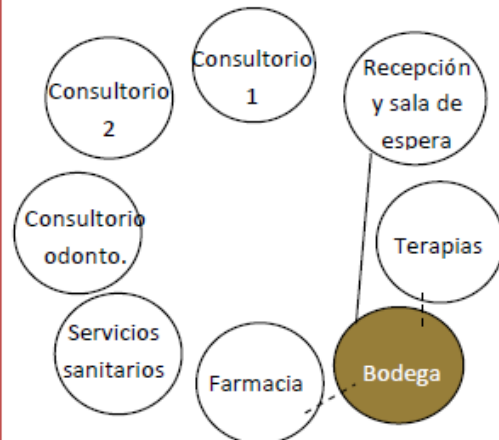 Consultorio
1
Consultorio
2
Recepción
y sala de
espera
Consultorio
odonto.
Terapias
Servicios
sanitarios
Farmacia
Bodega